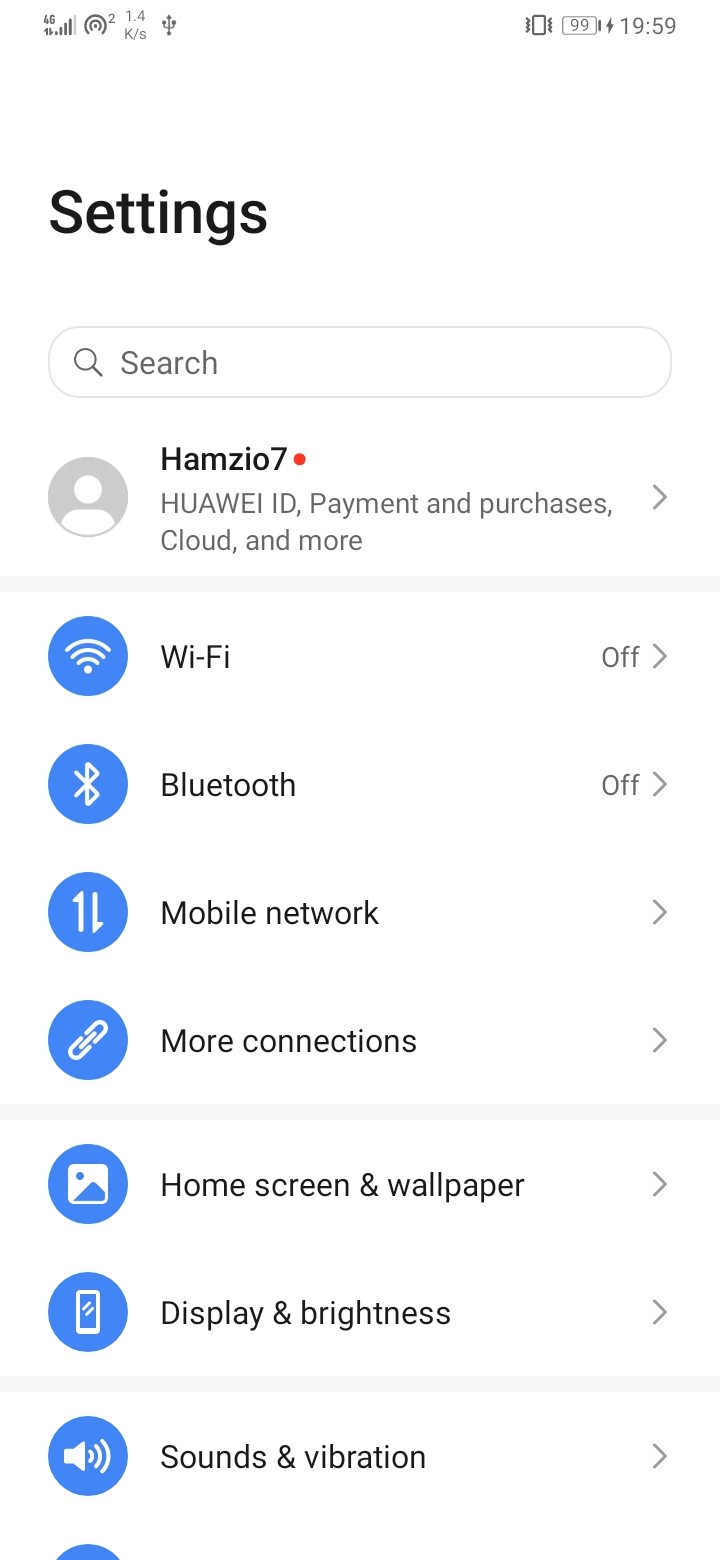 4G 2 1.4 K/s 99 19:59
Settings
Search
Hamzio7
HUAWEI ID, Payment and purchases,
Cloud, and more
Wi-Fi Off
Bluetooth Off
Mobile network
More connections
Home screen & wallpaper
Display & brightness
Sounds & vibration